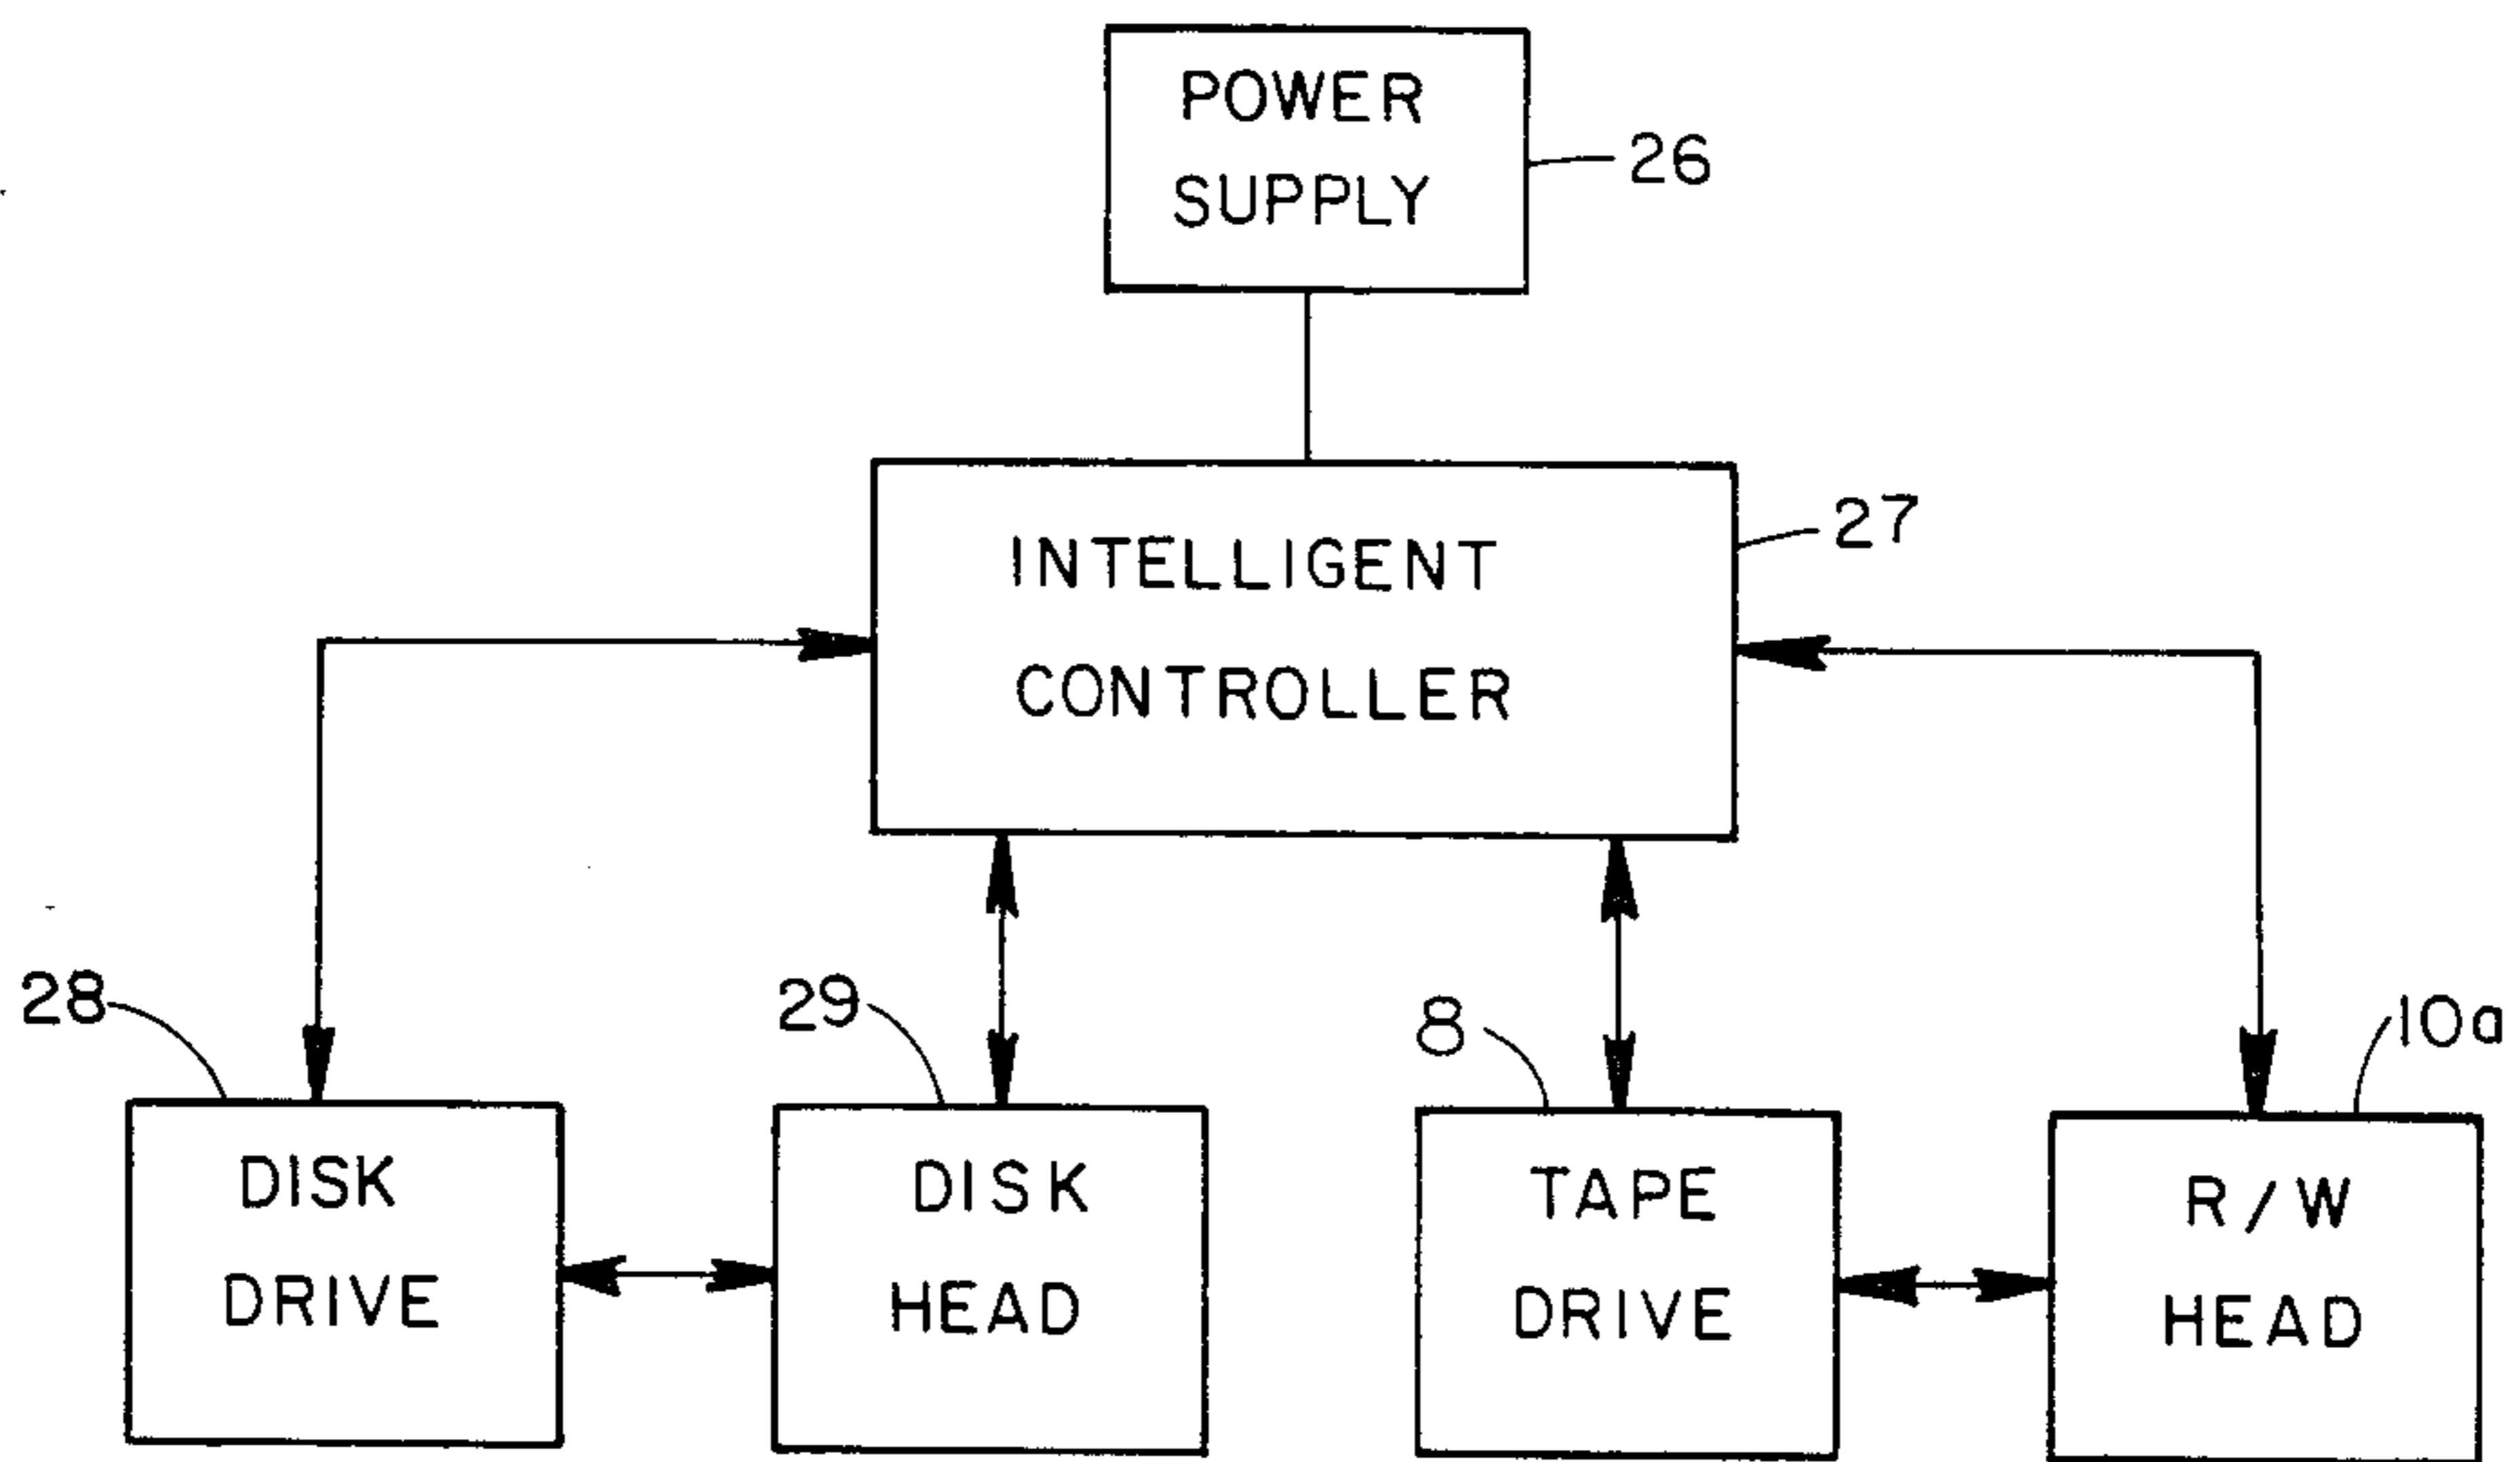 POWER
SUPPLY
26
INTELLIGENT
CONTROLLER
27
28
29
8
10a
DISK
DRIVE
DISK
HEAD
TAPE
DRIVE
R/W
HEAD